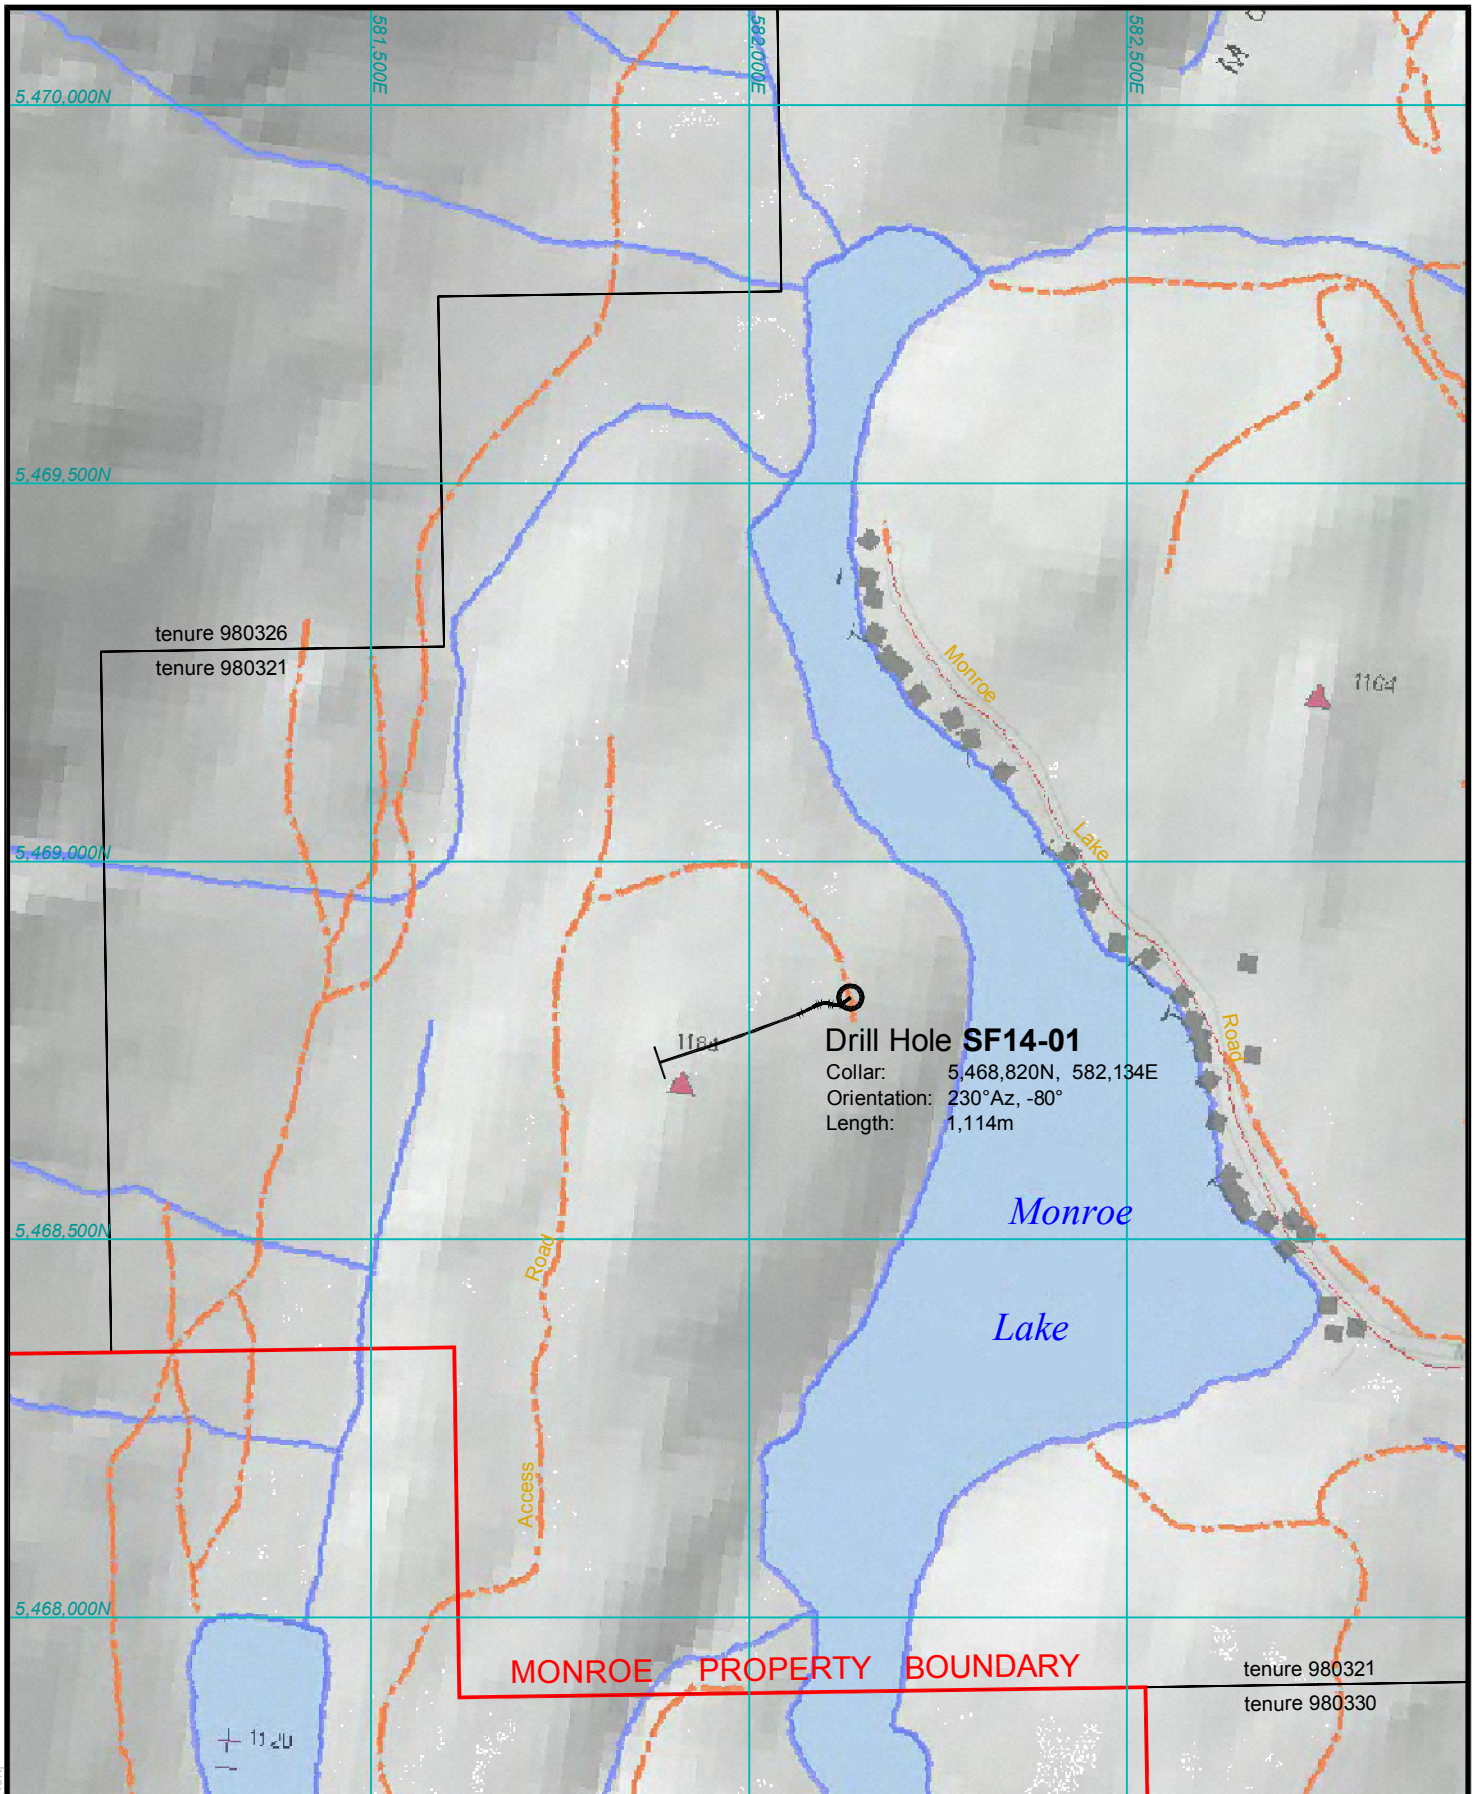 581,500E
582,000E
582,500E
5,470,000N
5,469,500N
tenure 980326
tenure 980321
Monroe
1164
Lake
5,469,000N
Road
1184
Drill Hole SF14-01
Collar: 5,468,820N, 582,134E
Orientation: 230°Az, -80°
Length: 1,114m
Monroe
5,468,500N
Road
Lake
Access
5,468,000N
MONROE PROPERTY BOUNDARY
tenure 980321
tenure 980330
1120